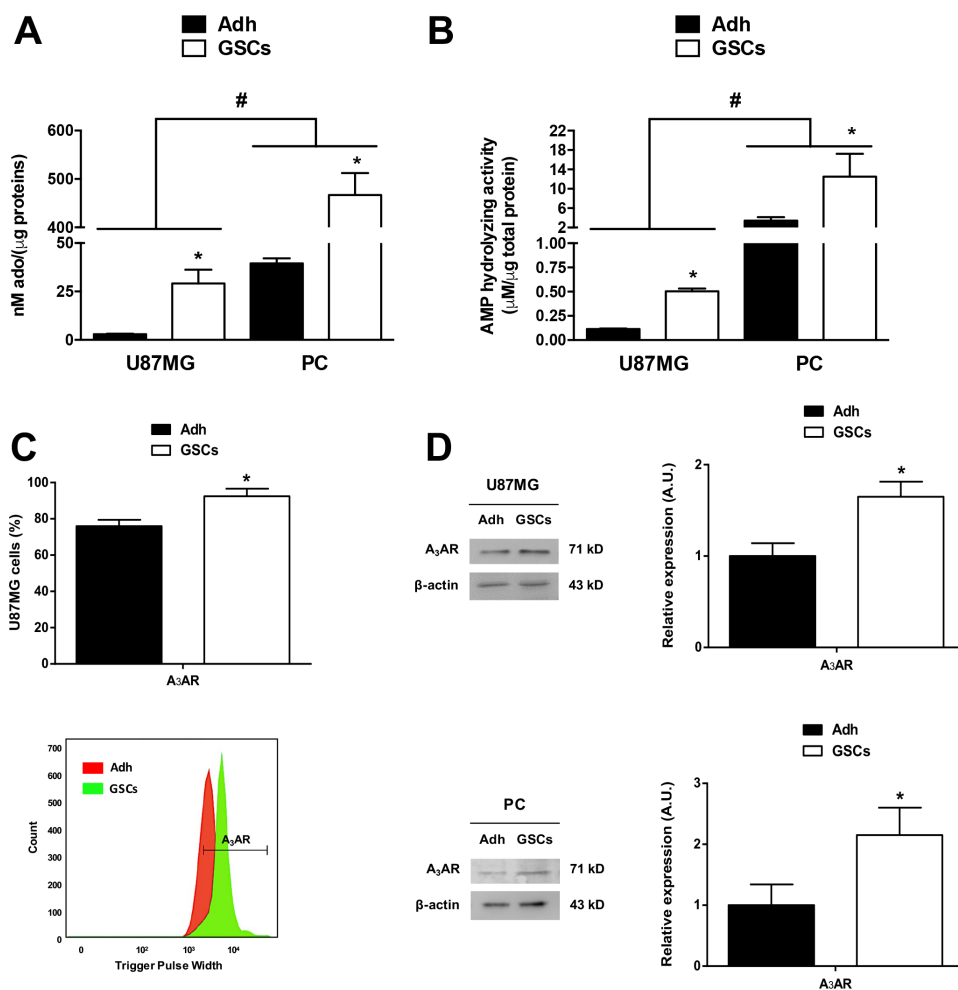 A
Adh
GSCs
#
nM ado/(μg proteins)
600
500
400
50
25
0
*
*
U87MG
PC
B
Adh
GSCs
#
AMP hydrolyzing activity
(μM/μg total protein)
22
18
14
10
6
2
1.00
0.75
0.50
0.25
0.00
*
*
U87MG
PC
C
Adh
GSCs
U87MG cells (%)
100
80
60
40
20
0
*
A₃AR
Adh
GSCs
Count
700
600
500
400
300
200
100
0
A₃AR
0
10²
10³
10⁴
Trigger Pulse Width
D
U87MG
Adh GSCs
A₃AR 71 kD
β-actin 43 kD
Adh
GSCs
Relative expression (A.U.)
2
1
0
*
A₃AR
PC
Adh GSCs
A₃AR 71 kD
β-actin 43 kD
Adh
GSCs
Relative expression (A.U.)
3
2
1
0
*
A₃AR